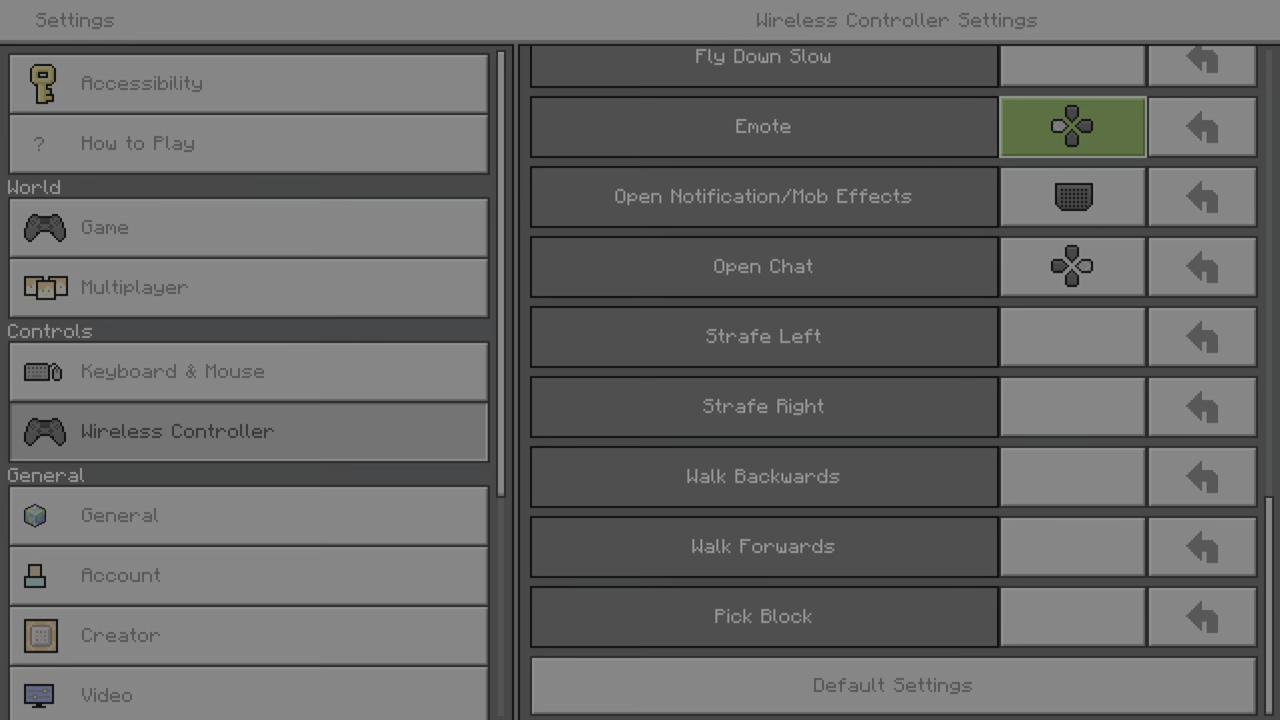 Settings
Wireless Controller Settings
Accessibility
? How to Play
World
Game
Multiplayer
Controls
Keyboard & Mouse
Wireless Controller
General
General
Account
Creator
Video
Fly Down Slow
Emote
Open Notification/Mob Effects
Open Chat
Strafe Left
Strafe Right
Walk Backwards
Walk Forwards
Pick Block
Default Settings